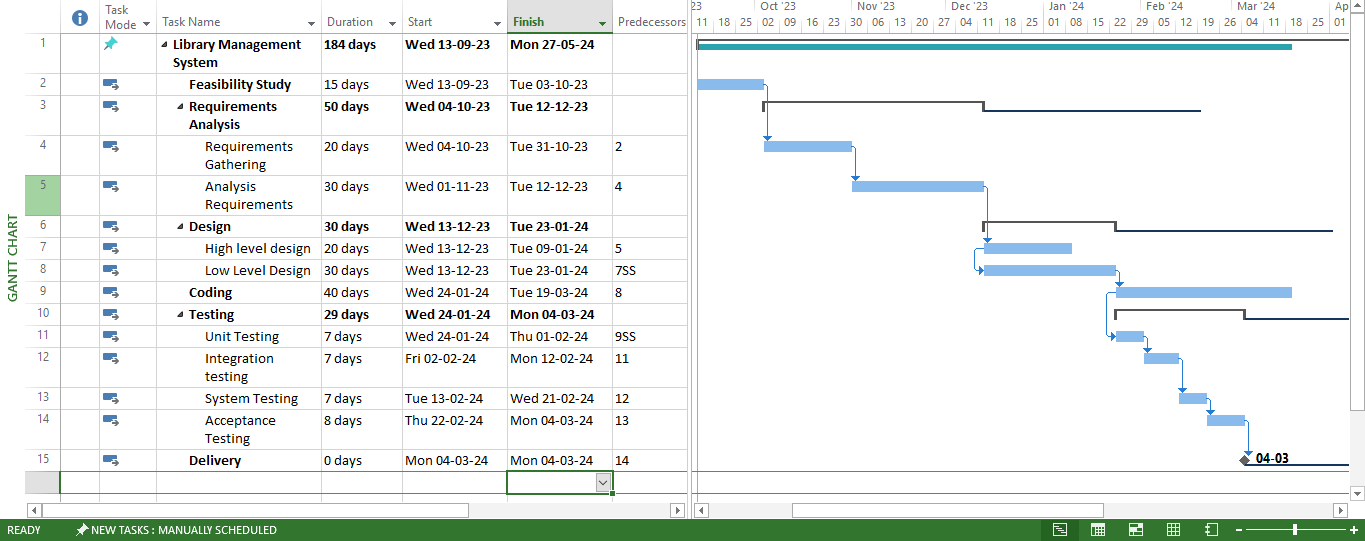 Task Mode Task Name Duration Start Finish Predecessors
23 Oct '23 Nov '23 Dec '23 Jan '24 Feb '24 Mar '24 Ap
11 18 25 02 09 16 23 30 06 13 20 27 04 11 18 25 01 08 15 22 29 05 12 19 26 04 11 18 25 01
1 Library Management System 184 days Wed 13-09-23 Mon 27-05-24
2 Feasibility Study 15 days Wed 13-09-23 Tue 03-10-23
3 Requirements Analysis 50 days Wed 04-10-23 Tue 12-12-23
4 Requirements Gathering 20 days Wed 04-10-23 Tue 31-10-23 2
5 Analysis Requirements 30 days Wed 01-11-23 Tue 12-12-23 4
6 Design 30 days Wed 13-12-23 Tue 23-01-24
7 High level design 20 days Wed 13-12-23 Tue 09-01-24 5
8 Low Level Design 30 days Wed 13-12-23 Tue 23-01-24 7SS
9 Coding 40 days Wed 24-01-24 Tue 19-03-24 8
10 Testing 29 days Wed 24-01-24 Mon 04-03-24
11 Unit Testing 7 days Wed 24-01-24 Thu 01-02-24 9SS
12 Integration testing 7 days Fri 02-02-24 Mon 12-02-24 11
13 System Testing 7 days Tue 13-02-24 Wed 21-02-24 12
14 Acceptance Testing 8 days Thu 22-02-24 Mon 04-03-24 13
15 Delivery 0 days Mon 04-03-24 Mon 04-03-24 14
04-03
GANTT CHART
READY NEW TASKS : MANUALLY SCHEDULED